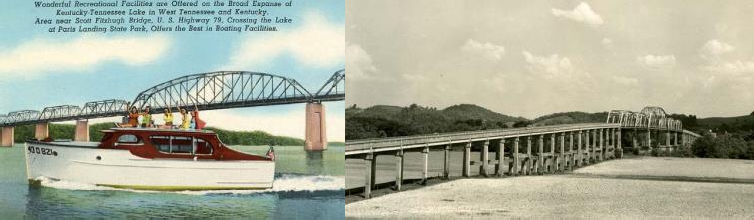 Wonderful Recreational Facilities are Offered on the Broad Expanse of
Kentucky-Tennessee Lake in West Tennessee and Kentucky.
Area near Scott Fitzhugh Bridge, U. S. Highway 79, Crossing the Lake
at Paris Landing State Park, Offers the Best in Boating Facilities.
43 D 821